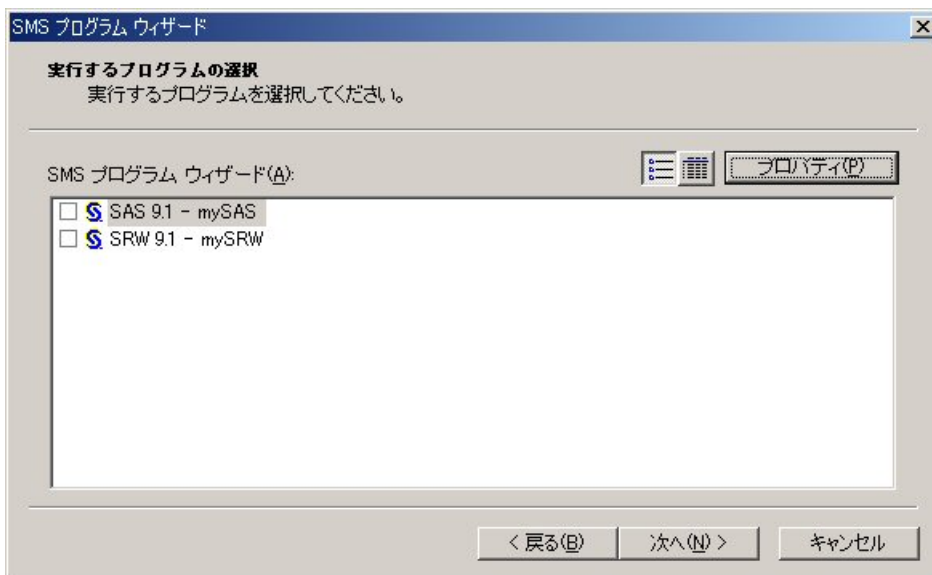 SMS プログラム ウィザード
実行するプログラムの選択
実行するプログラムを選択してください。
SMS プログラム ウィザード(A):
プロパティ(P)
SAS 9.1 - mySAS
SRW 9.1 - mySRW
< 戻る(B)
次へ(N) >
キャンセル